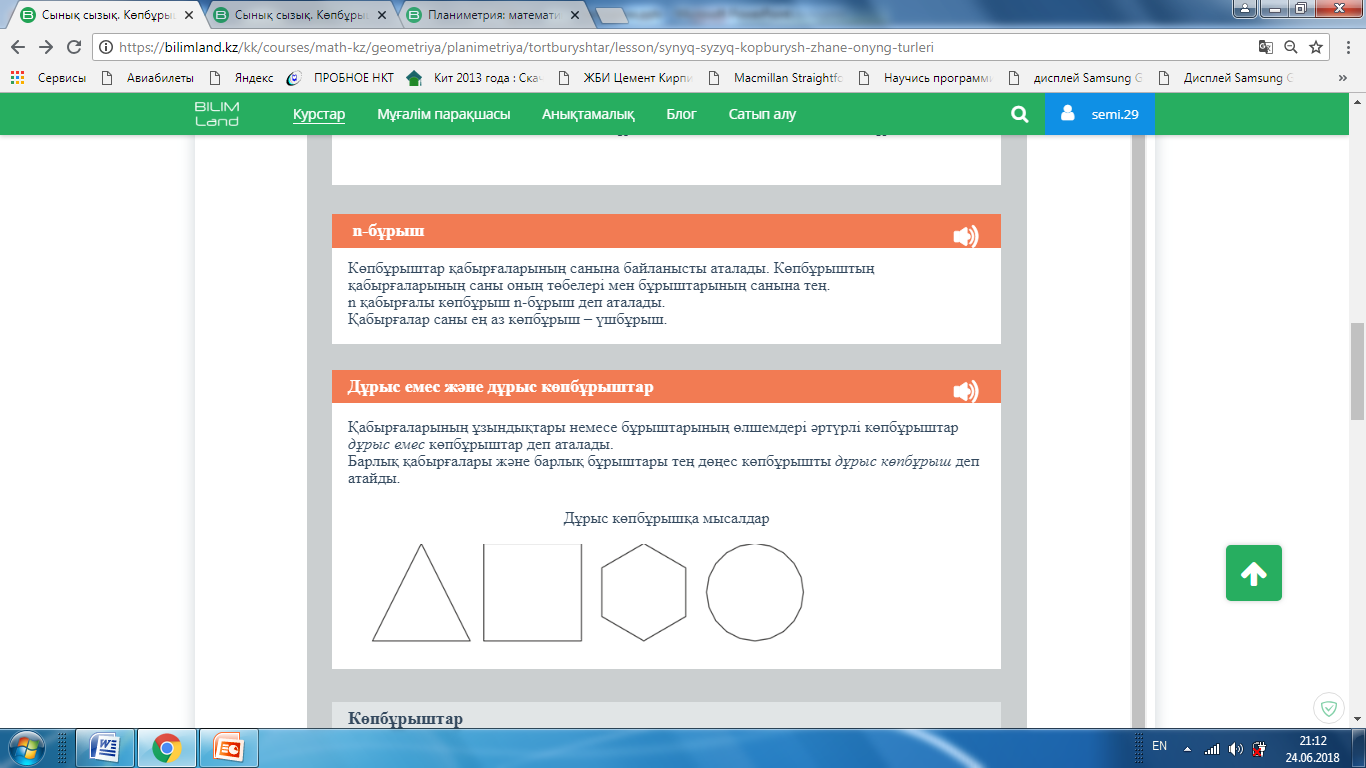 Сынық сызық. Көпбұры
Сынық сызық. Көпбұры
Планиметрия: математи
https://bilimland.kz/kk/courses/math-kz/geometriya/planimetriya/tortburyshtar/lesson/synyq-syzyq-kopburysh-zhane-onyng-turleri
Сервисы Авиабилеты Яндекс ПРОБНОЕ НКТ Кит 2013 года : Скач ЖБИ Цемент Кирпи Macmillan Straightfo Научись программи дисплей Samsung G Дисплей Samsung G »
BILIM
Land
Курстар Мұғалім парақшасы Анықтамалық Блог Сатып алу semi.29
n-бұрыш
Көпбұрыштар қабырғаларының санына байланысты аталады. Көпбұрыштың
қабырғаларының саны оның төбелері мен бұрыштарының санына тең.
n қабырғалы көпбұрыш n-бұрыш деп аталады.
Қабырғалар саны ең аз көпбұрыш – үшбұрыш.
Дұрыс емес және дұрыс көпбұрыштар
Қабырғаларының ұзындықтары немесе бұрыштарының өлшемдері әртүрлі көпбұрыштар
дұрыс емес көпбұрыштар деп аталады.
Барлық қабырғалары және барлық бұрыштары тең дөңес көпбұрышты дұрыс көпбұрыш деп
атайды.
Дұрыс көпбұрышқа мысалдар
Көпбұрыштар
EN
21:12
24.06.2018